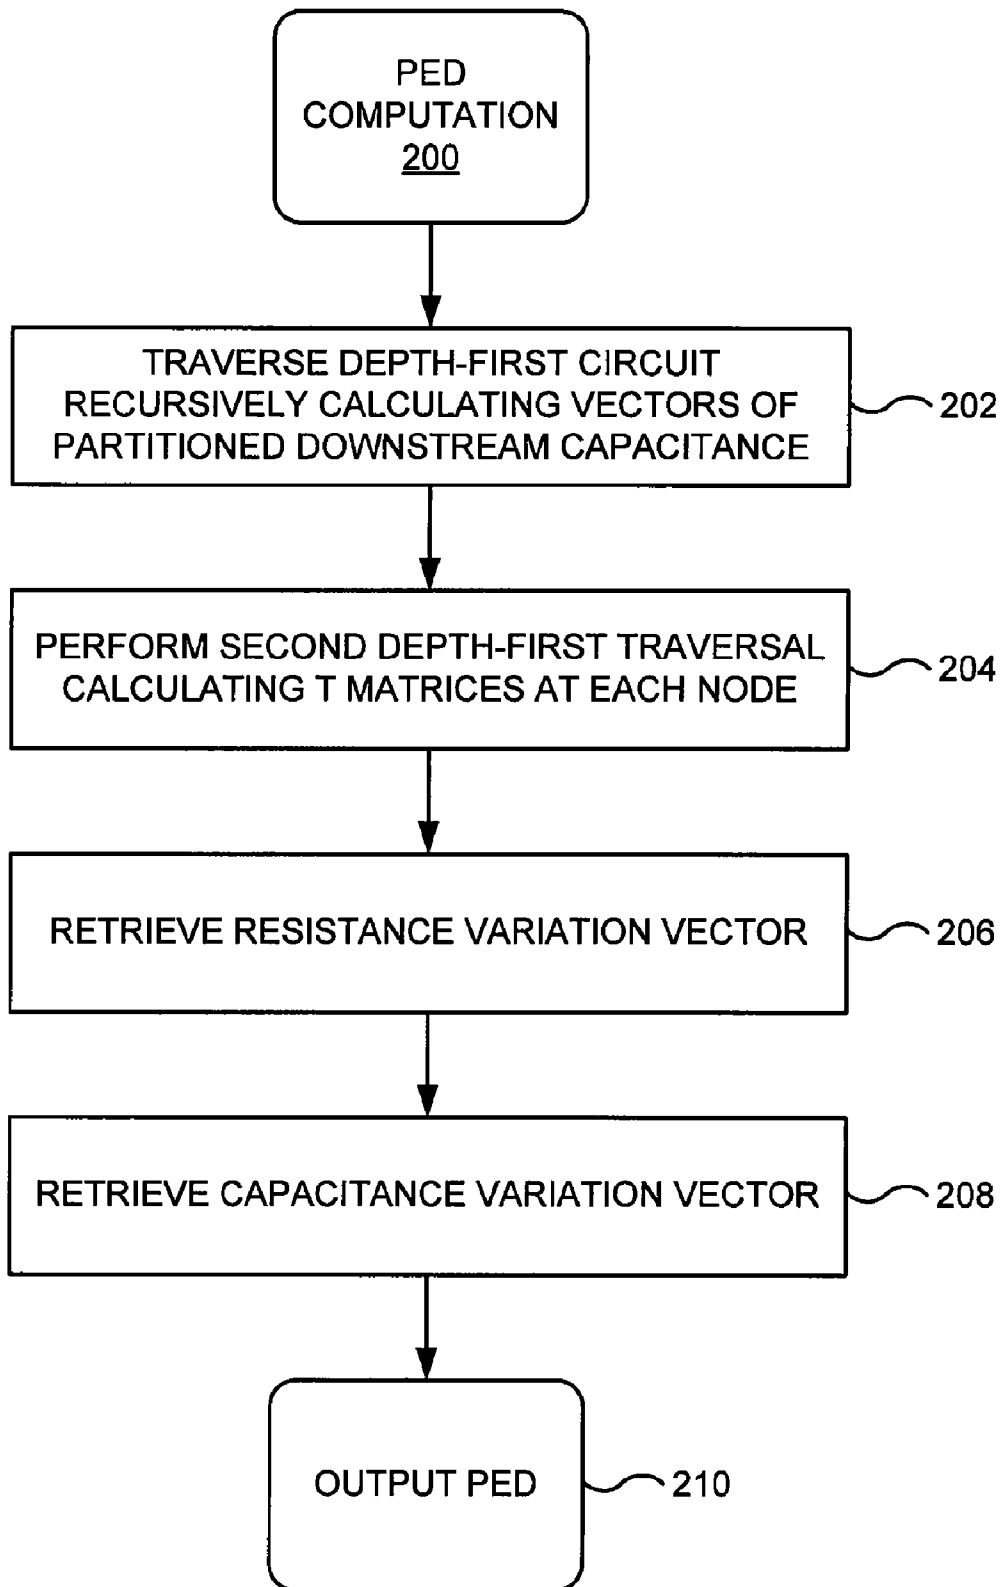 PED
COMPUTATION
200
TRAVERSE DEPTH-FIRST CIRCUIT
RECURSIVELY CALCULATING VECTORS OF
PARTITIONED DOWNSTREAM CAPACITANCE
202
PERFORM SECOND DEPTH-FIRST TRAVERSAL
CALCULATING T MATRICES AT EACH NODE
204
RETRIEVE RESISTANCE VARIATION VECTOR
206
RETRIEVE CAPACITANCE VARIATION VECTOR
208
OUTPUT PED
210